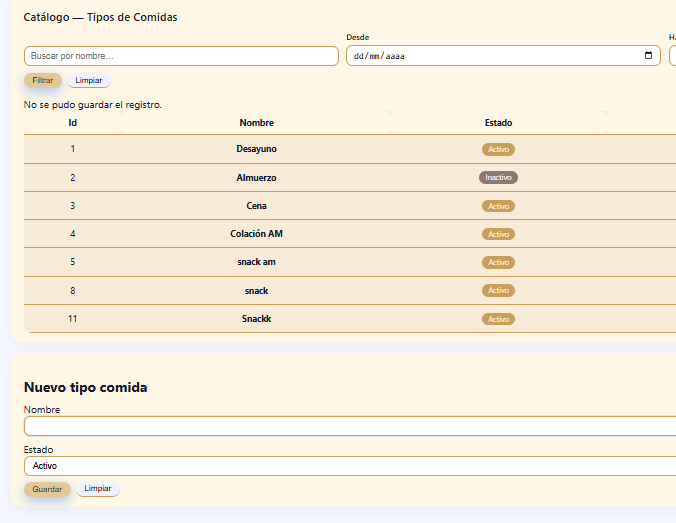 Catálogo — Tipos de Comidas
Desde
Buscar por nombre...
dd/mm/aaaa
Filtrar Limpiar
No se pudo guardar el registro.
Id Nombre Estado
1 Desayuno Activo
2 Almuerzo Inactivo
3 Cena Activo
4 Colación AM Activo
5 snack am Activo
8 snack Activo
11 Snackk Activo
Nuevo tipo comida
Nombre
Estado
Activo
Guardar Limpiar